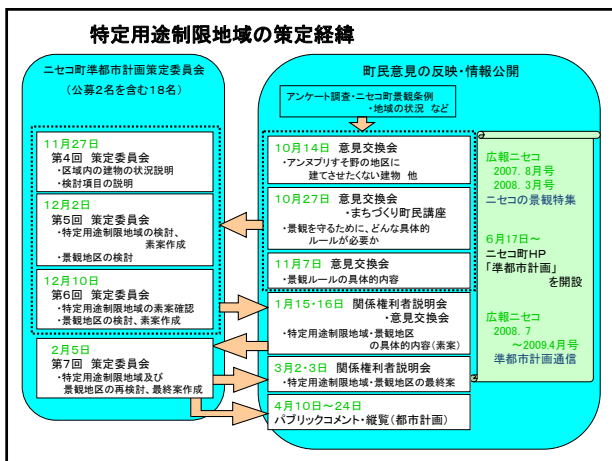 特定用途制限地域の策定経緯
ニセコ町準都市計画策定委員会
(公募2名を含む18名)
11月27日
第4回 策定委員会
・区域内の建物の状況説明
・検討項目の説明
12月2日
第5回 策定委員会
・特定用途制限地域の検討、
素案作成
・景観地区の検討
12月10日
第6回 策定委員会
・特定用途制限地域の素案確認
・景観地区の検討、素案作成
2月5日
第7回 策定委員会
・特定用途制限地域及び
景観地区の再検討、最終案作成
町民意見の反映・情報公開
アンケート調査・ニセコ町景観条例
・地域の状況 など
10月14日 意見交換会
・アンヌプリすそ野の地区に
建てさせたくない建物 他
10月27日 意見交換会
・まちづくり町民講座
・景観を守るために、どんな具体的
ルールが必要か
11月7日 意見交換会
・景観ルールの具体的内容
1月15・16日 関係権利者説明会
・意見交換会
・特定用途制限地域・景観地区
の具体的内容(素案)
3月2・3日 関係権利者説明会
・特定用途制限地域・景観地区の最終案
4月10日~24日
パブリックコメント・縦覧(都市計画)
広報ニセコ
2007.8月号
2008.3月号
ニセコの景観特集
6月17日~
ニセコ町HP
「準都市計画」
を開設
広報ニセコ
2008.7
~2009.4月号
準都市計画通信